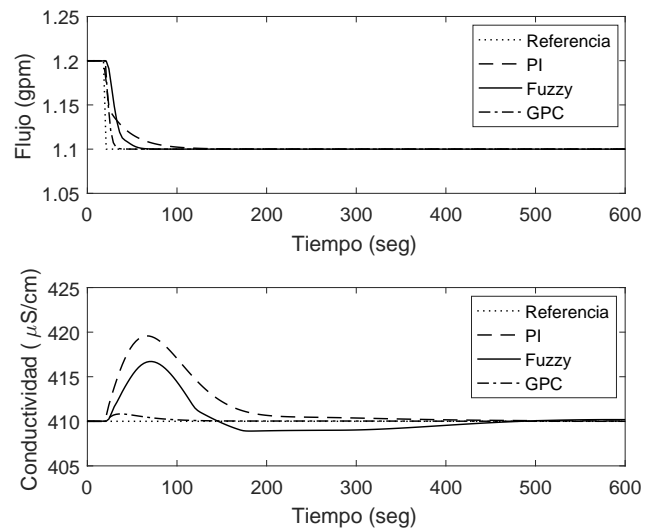 1.25
1.2
1.15
1.1
1.05
Flujo (gpm)
0 100 200 300 400 500 600
Tiempo (seg)
Referencia
PI
Fuzzy
GPC
425
420
415
410
405
Conductividad ( μS/cm)
0 100 200 300 400 500 600
Tiempo (seg)
Referencia
PI
Fuzzy
GPC